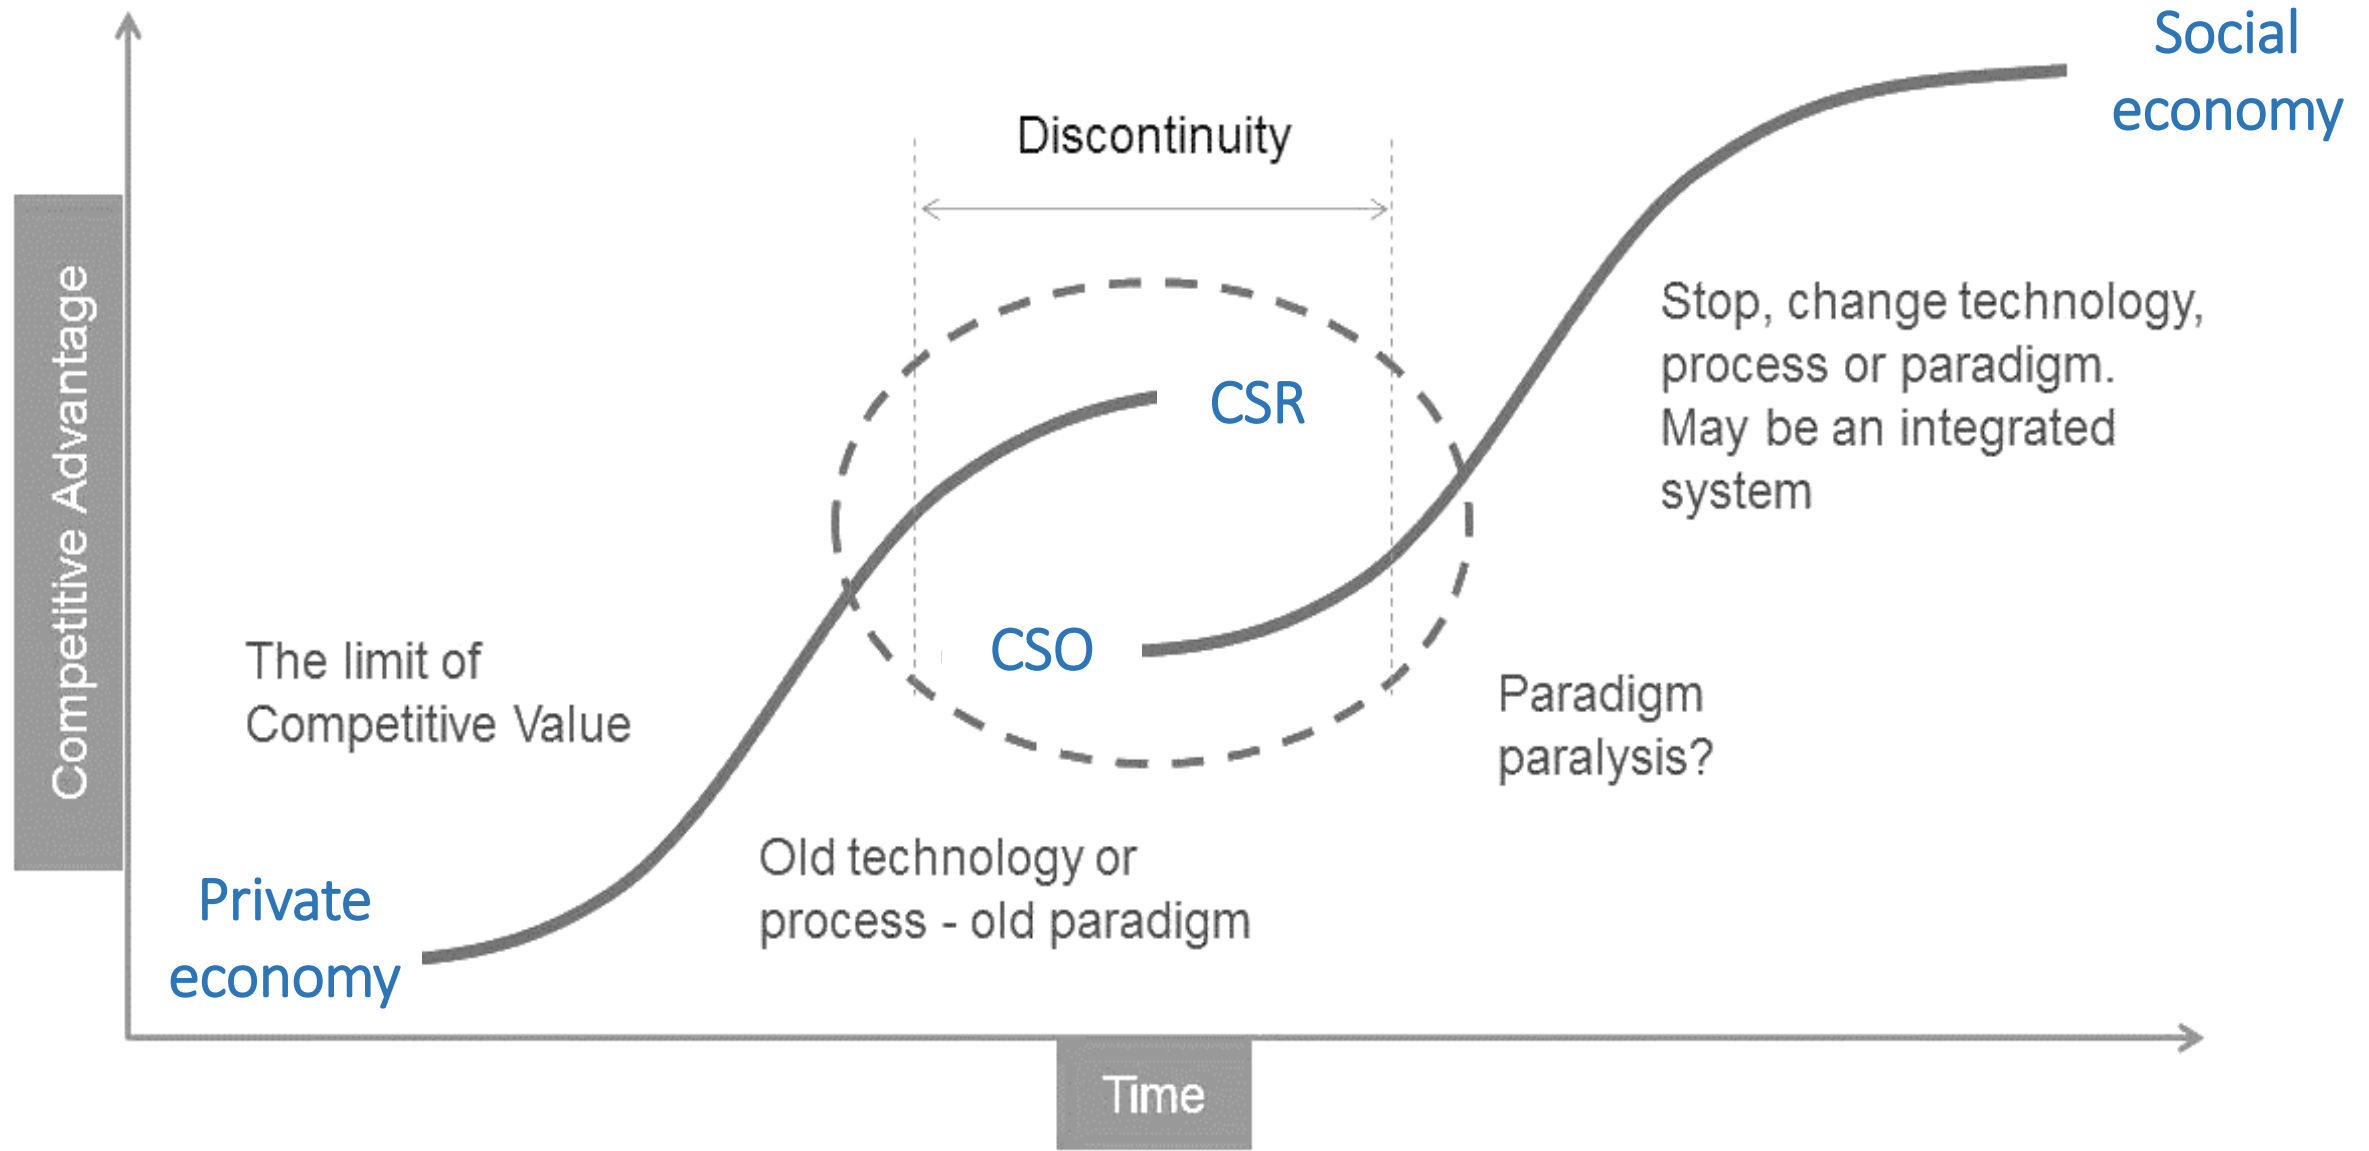 Social
economy
Discontinuity
Competitive Advantage
Stop, change technology,
process or paradigm.
May be an integrated
system
CSR
CSO
The limit of
Competitive Value
Paradigm
paralysis?
Old technology or
process - old paradigm
Private
economy
Time